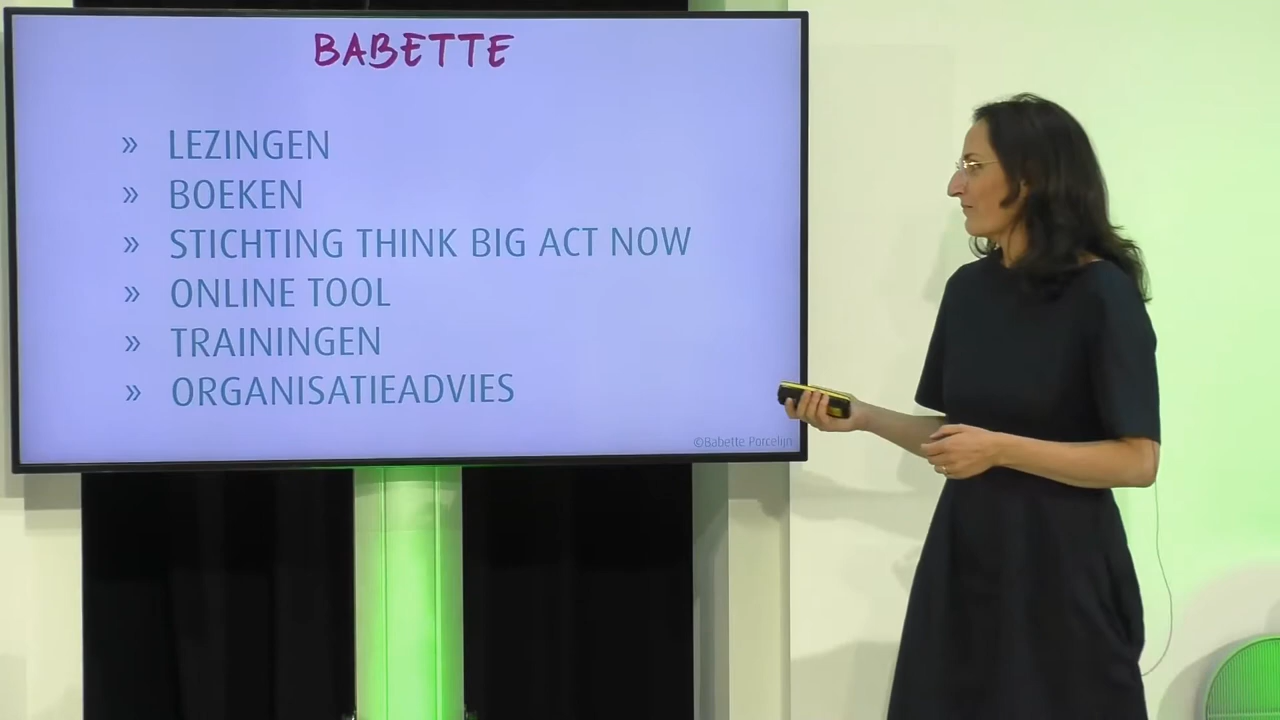 BABETTE
» LEZINGEN
» BOEKEN
» STICHTING THINK BIG ACT NOW
» ONLINE TOOL
» TRAININGEN
» ORGANISATIEADVIES
©Babette Porcelijn